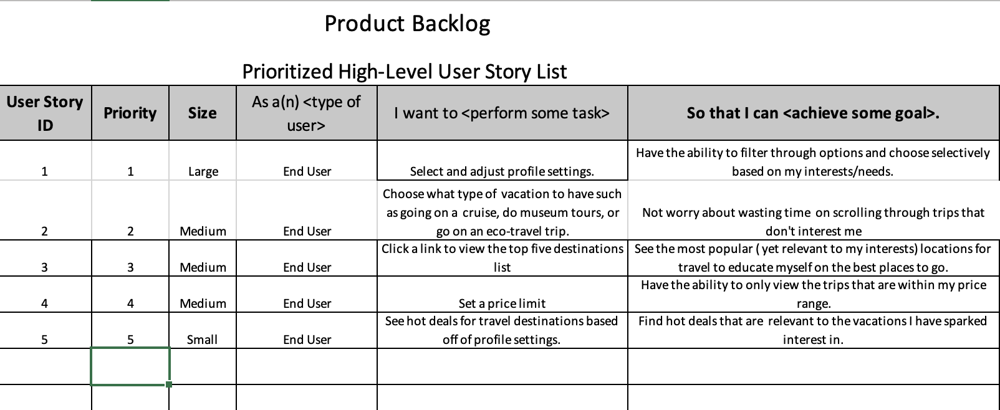 Product Backlog
Prioritized High-Level User Story List
User Story ID Priority Size As a(n) <type of user> I want to <perform some task> So that I can <achieve some goal>.
1 1 Large End User Select and adjust profile settings. Have the ability to filter through options and choose selectively based on my interests/needs.
2 2 Medium End User Choose what type of vacation to have such as going on a cruise, do museum tours, or go on an eco-travel trip. Not worry about wasting time on scrolling through trips that don't interest me
3 3 Medium End User Click a link to view the top five destinations list See the most popular ( yet relevant to my interests) locations for travel to educate myself on the best places to go.
4 4 Medium End User Set a price limit Have the ability to only view the trips that are within my price range.
5 5 Small End User See hot deals for travel destinations based off of profile settings. Find hot deals that are relevant to the vacations I have sparked interest in.